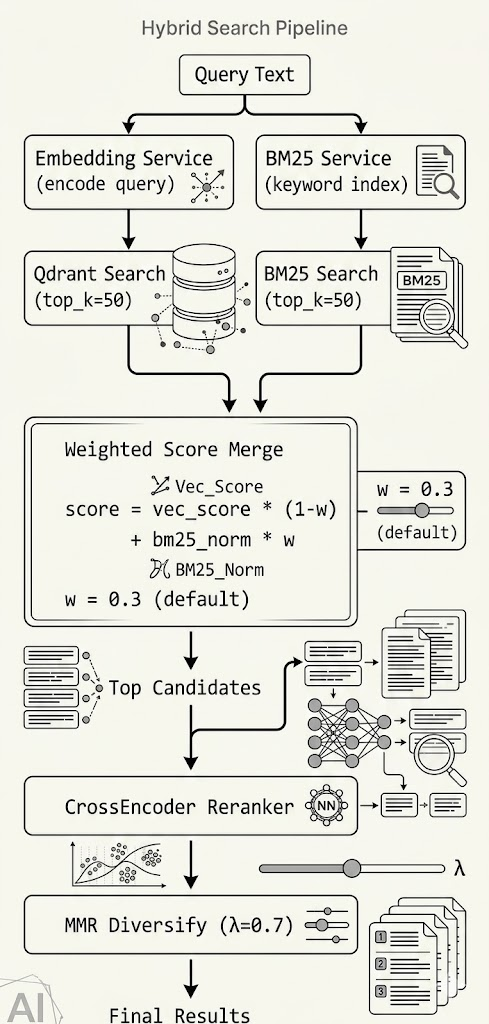 Hybrid Search Pipeline
Query Text
Embedding Service
(encode query)
BM25 Service
(keyword index)
Qdrant Search
(top_k=50)
BM25 Search
(top_k=50)
BM25
Weighted Score Merge
Vec_Score
score = vec_score * (1-w)
+ bm25_norm * w
BM25_Norm
w = 0.3 (default)
w = 0.3
(default)
Top Candidates
CrossEncoder Reranker
NN
λ
MMR Diversify (λ=0.7)
1
2
3
Final Results
AI